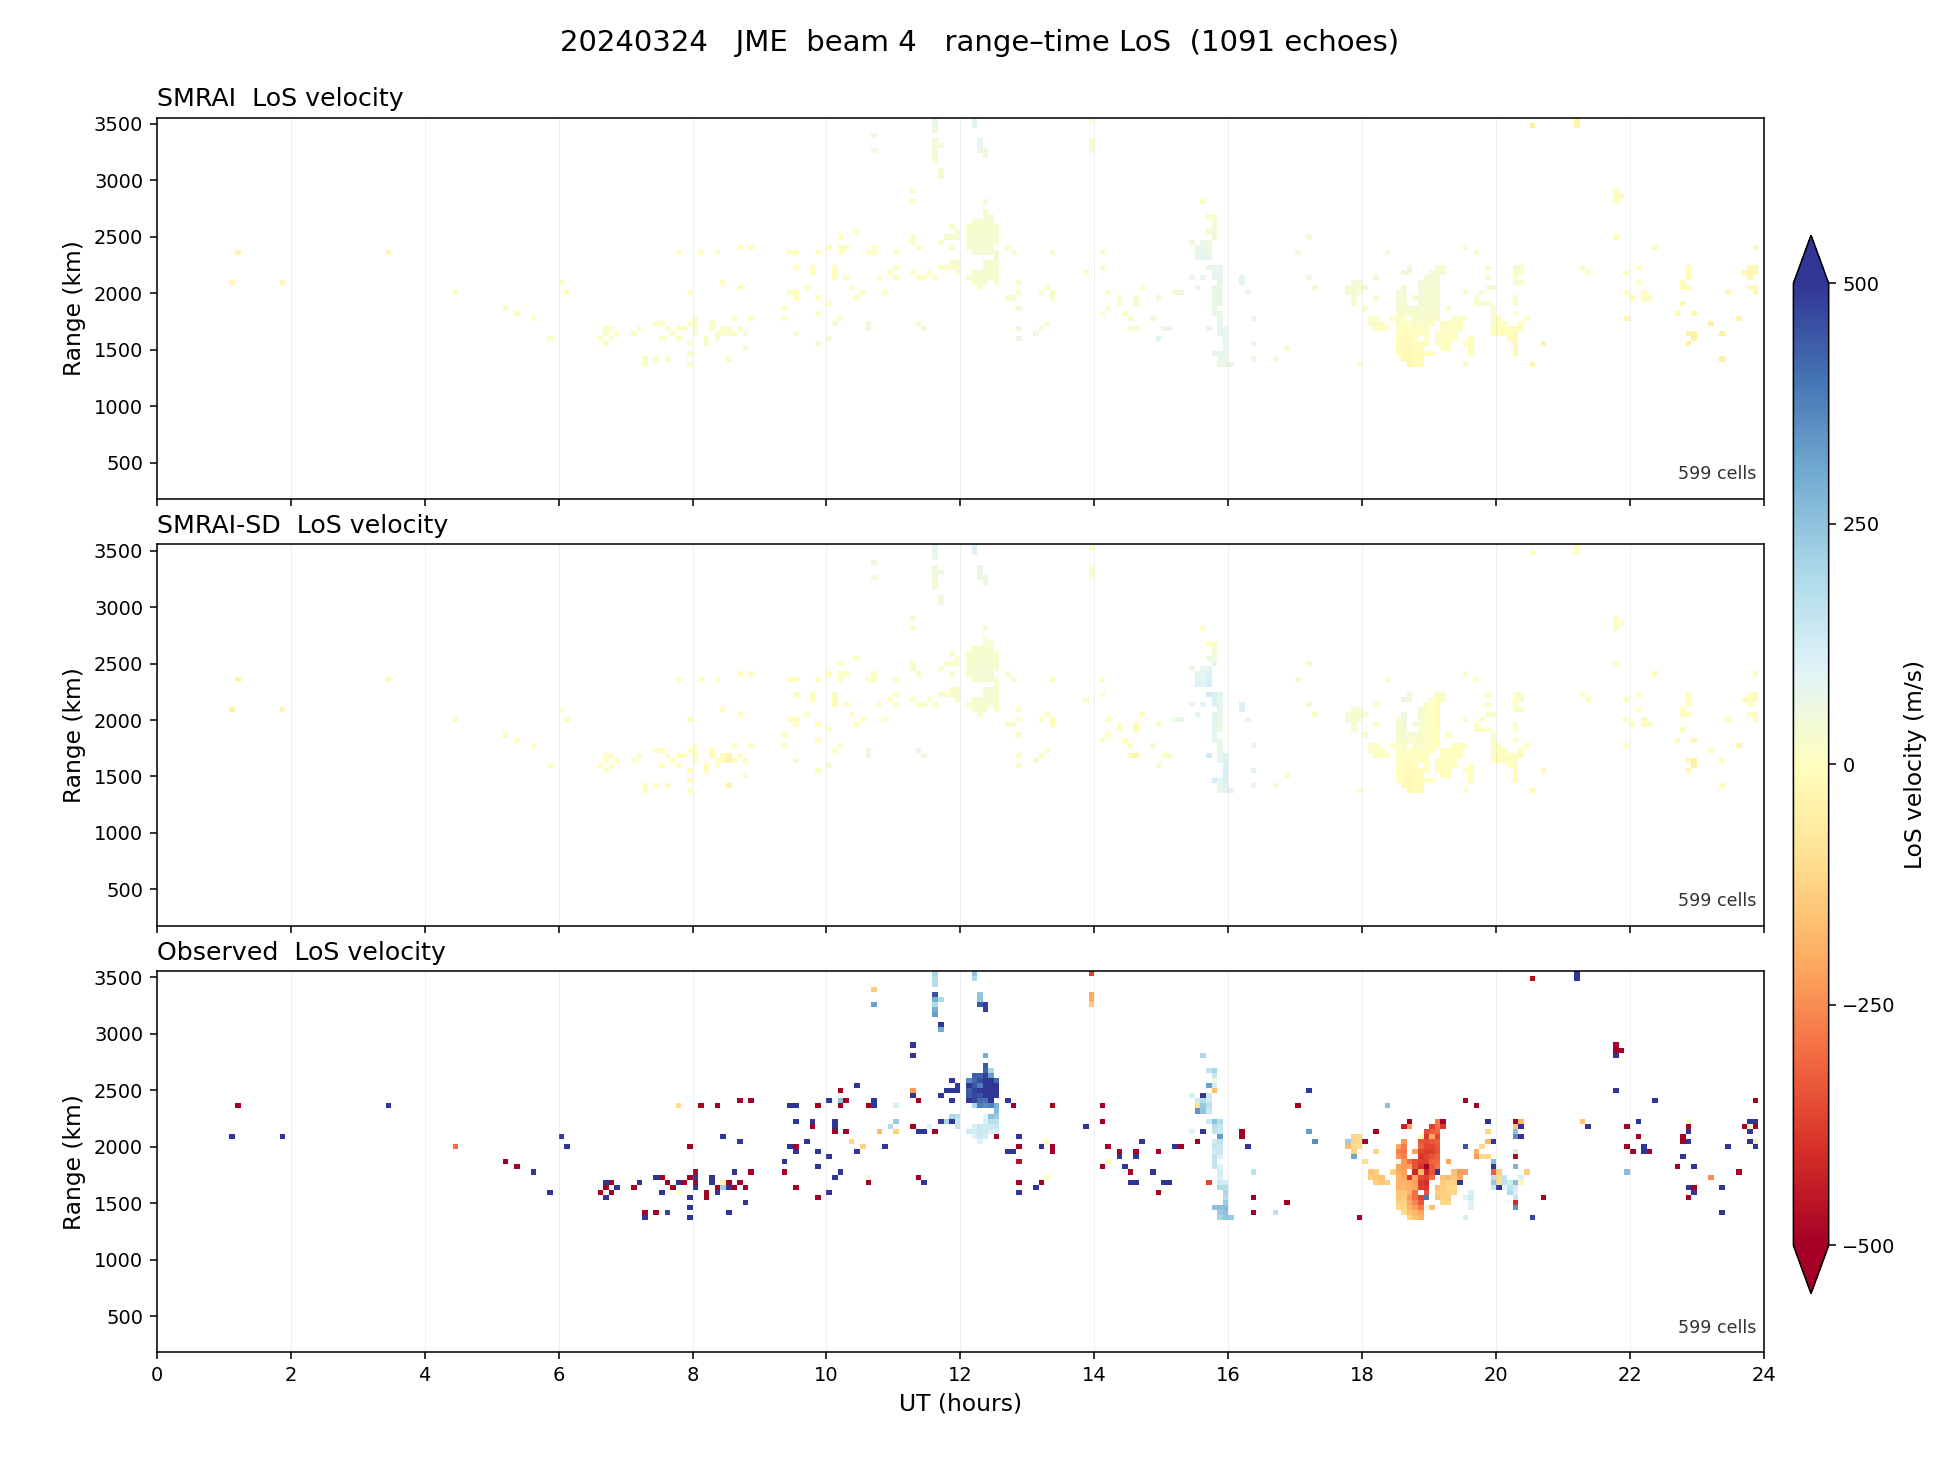 20240324 JME beam 4 range–time LoS (1091 echoes)
SMRAI LoS velocity
3500
3000
2500
2000
1500
1000
500
Range (km)
599 cells
SMRAI-SD LoS velocity
3500
3000
2500
2000
1500
1000
500
Range (km)
599 cells
Observed LoS velocity
3500
3000
2500
2000
1500
1000
500
Range (km)
599 cells
0 2 4 6 8 10 12 14 16 18 20 22 24
UT (hours)
500
250
0
−250
−500
LoS velocity (m/s)